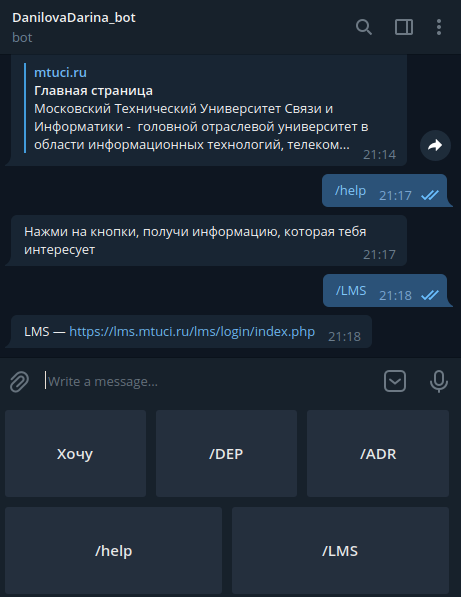 DanilovaDarina_bot
bot
mtuci.ru
Главная страница
Московский Технический Университет Связи и
Информатики - головной отраслевой университет в
области информационных технологий, телеком...
21:14
/help 21:17
Нажми на кнопки, получи информацию, которая тебя
интересует
21:17
/LMS 21:18
LMS — https://lms.mtuci.ru/lms/login/index.php 21:18
Write a message...
Хочу /DEP /ADR
/help /LMS